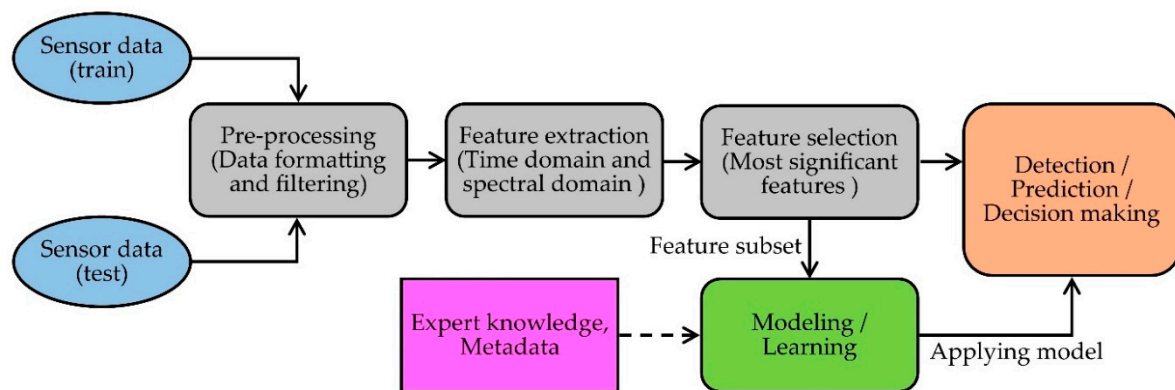 Sensor data
(train)
Pre-processing
(Data formatting
and filtering)
Feature extraction
(Time domain and
spectral domain )
Feature selection
(Most significant
features )
Detection /
Prediction /
Decision making
Sensor data
(test)
Feature subset
Expert knowledge,
Metadata
Modeling /
Learning
Applying model